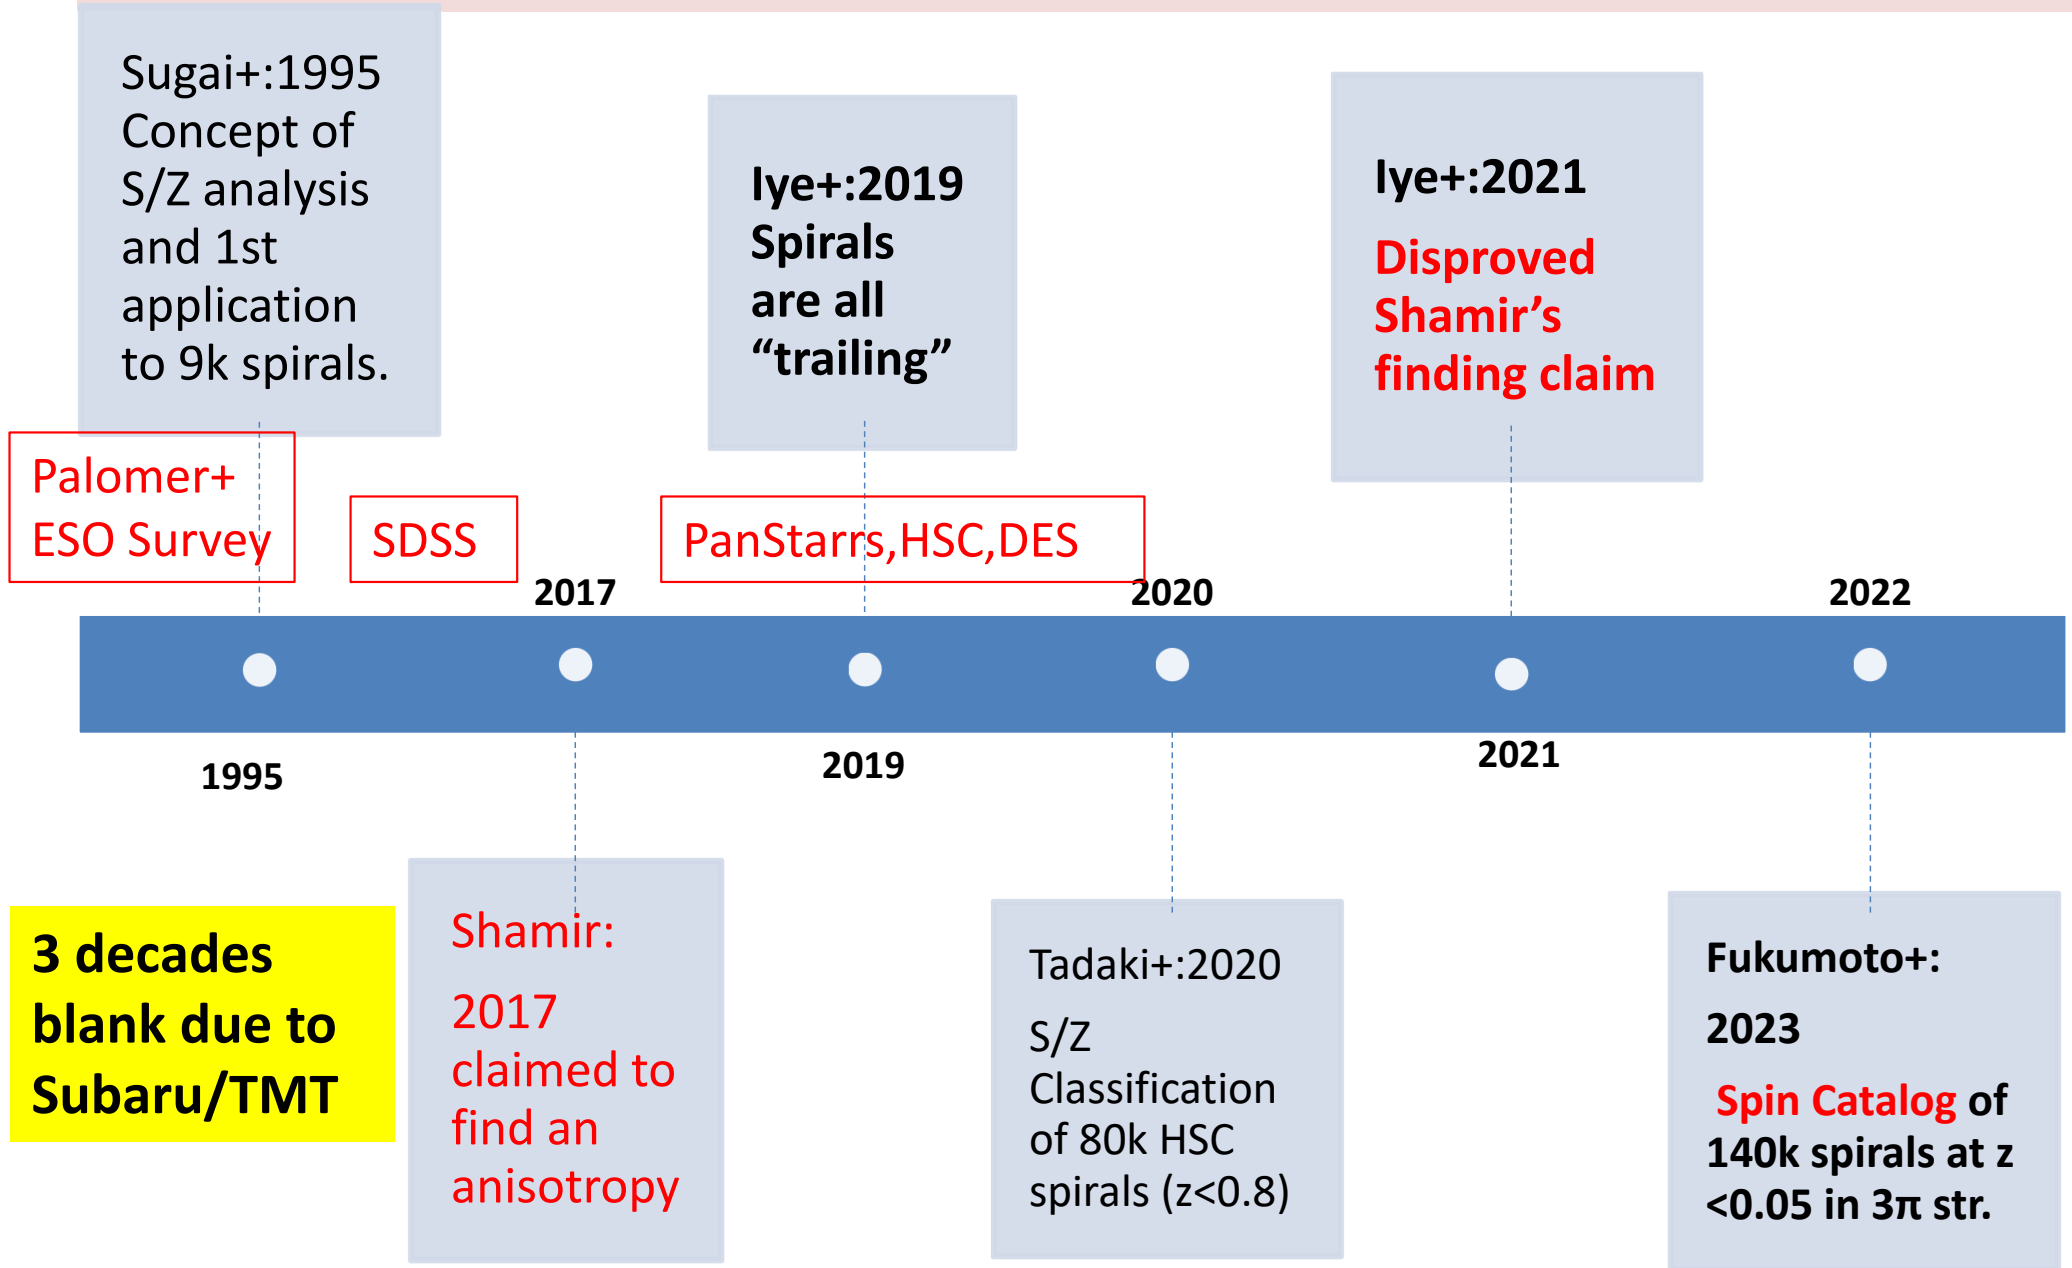 Sugai+:1995
Concept of
S/Z analysis
and 1st
application
to 9k spirals.
Iye+:2019
Spirals
are all
“trailing”
Iye+:2021
Disproved
Shamir’s
finding claim
Palomer+
ESO Survey
SDSS
PanStarrs,HSC,DES
2017
2020
2022
1995
2019
2021
3 decades
blank due to
Subaru/TMT
Shamir:
2017
claimed to
find an
anisotropy
Tadaki+:2020
S/Z
Classification
of 80k HSC
spirals (z<0.8)
Fukumoto+:
2023
Spin Catalog of
140k spirals at z
<0.05 in 3π str.